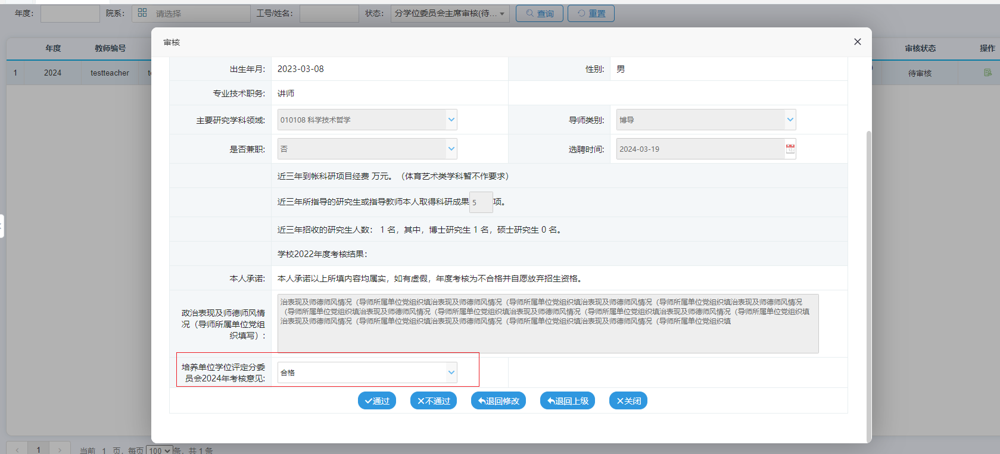 年度： 院系： 请选择 工号/姓名： 状态： 分学位委员会主席审核(待... 查询 重置
审核
年度 教师编号 审核状态 操作
出生年月: 2023-03-08 性别: 男
1 2024 testteacher 待审核
专业技术职务: 讲师
主要研究学科领域: 010108 科学技术哲学 导师类别: 博导
是否兼职: 否 选聘时间: 2024-03-19
近三年到帐科研项目经费 万元。（体育艺术类学科暂不作要求）
近三年所指导的研究生或指导教师本人取得科研成果 5 项。
近三年招收的研究生人数： 1 名，其中，博士研究生 1 名，硕士研究生 0 名。
学校2022年度考核结果：
本人承诺: 本人承诺以上所填内容均属实，如有虚假，年度考核为不合格并自愿放弃招生资格。
政治表现及师德师风情
况（导师所属单位党组
织填写）:
治表现及师德师风情况（导师所属单位党组织填治表现及师德师风情况（导师所属单位党组织填治表现及师德师风情况（导师所属单位党组织填治表现及师德师风情况
（导师所属单位党组织填治表现及师德师风情况（导师所属单位党组织填治表现及师德师风情况（导师所属单位党组织填治表现及师德师风情况（导师所属单位党组织填
治表现及师德师风情况（导师所属单位党组织填治表现及师德师风情况（导师所属单位党组织填治表现及师德师风情况（导师所属单位党组织填
培养单位学位评定分委
员会2024年考核意见:
合格
通过 不通过 退回修改 退回上级 关闭
1 当前 1 页，每页 100 条，共 1 条